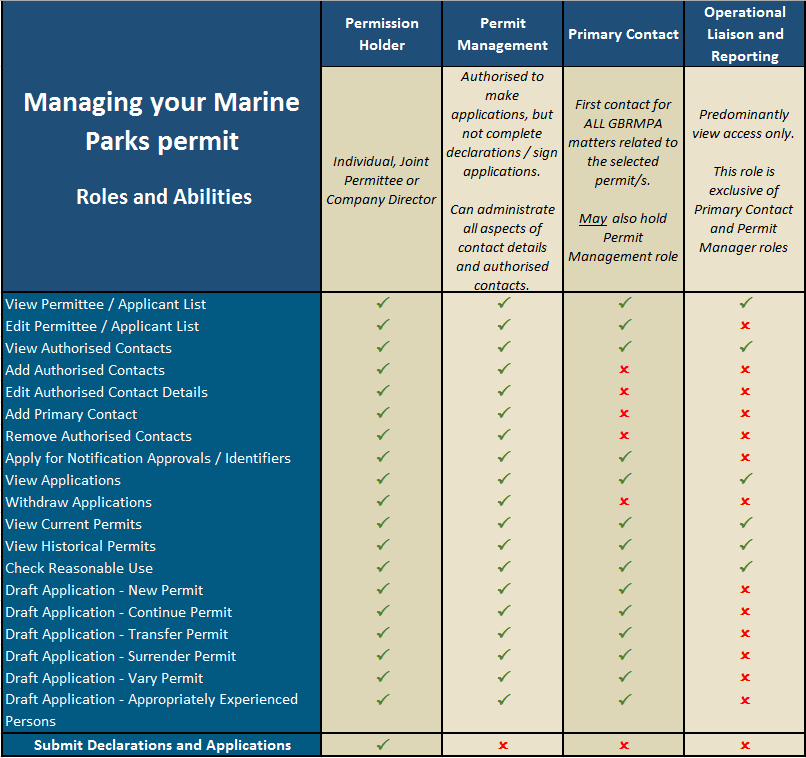 Managing your Marine
Parks permit
Roles and Abilities
Permission
Holder
Permit
Management
Primary Contact
Operational
Liaison and
Reporting
Individual, Joint
Permittee or
Company Director
Authorised to
make
applications, but
not complete
declarations / sign
applications.
Can administrate
all aspects of
contact details
and authorised
contacts.
First contact for
ALL GBRMPA
matters related to
the selected
permit/s.
May also hold
Permit
Management role
Predominantly
view access only.
This role is
exclusive of
Primary Contact
and Permit
Manager roles
View Permittee / Applicant List ✓ ✓ ✓ ✓
Edit Permittee / Applicant List ✓ ✓ ✓ ✗
View Authorised Contacts ✓ ✓ ✓ ✓
Add Authorised Contacts ✓ ✓ ✗ ✗
Edit Authorised Contact Details ✓ ✓ ✗ ✗
Add Primary Contact ✓ ✓ ✗ ✗
Remove Authorised Contacts ✓ ✓ ✗ ✗
Apply for Notification Approvals / Identifiers ✓ ✓ ✓ ✗
View Applications ✓ ✓ ✓ ✓
Withdraw Applications ✓ ✓ ✗ ✗
View Current Permits ✓ ✓ ✓ ✓
View Historical Permits ✓ ✓ ✓ ✓
Check Reasonable Use ✓ ✓ ✓ ✓
Draft Application - New Permit ✓ ✓ ✓ ✗
Draft Application - Continue Permit ✓ ✓ ✓ ✗
Draft Application - Transfer Permit ✓ ✓ ✓ ✗
Draft Application - Surrender Permit ✓ ✓ ✓ ✗
Draft Application - Vary Permit ✓ ✓ ✓ ✗
Draft Application - Appropriately Experienced ✓ ✓ ✓ ✗
Persons
Submit Declarations and Applications ✓ ✗ ✗ ✗